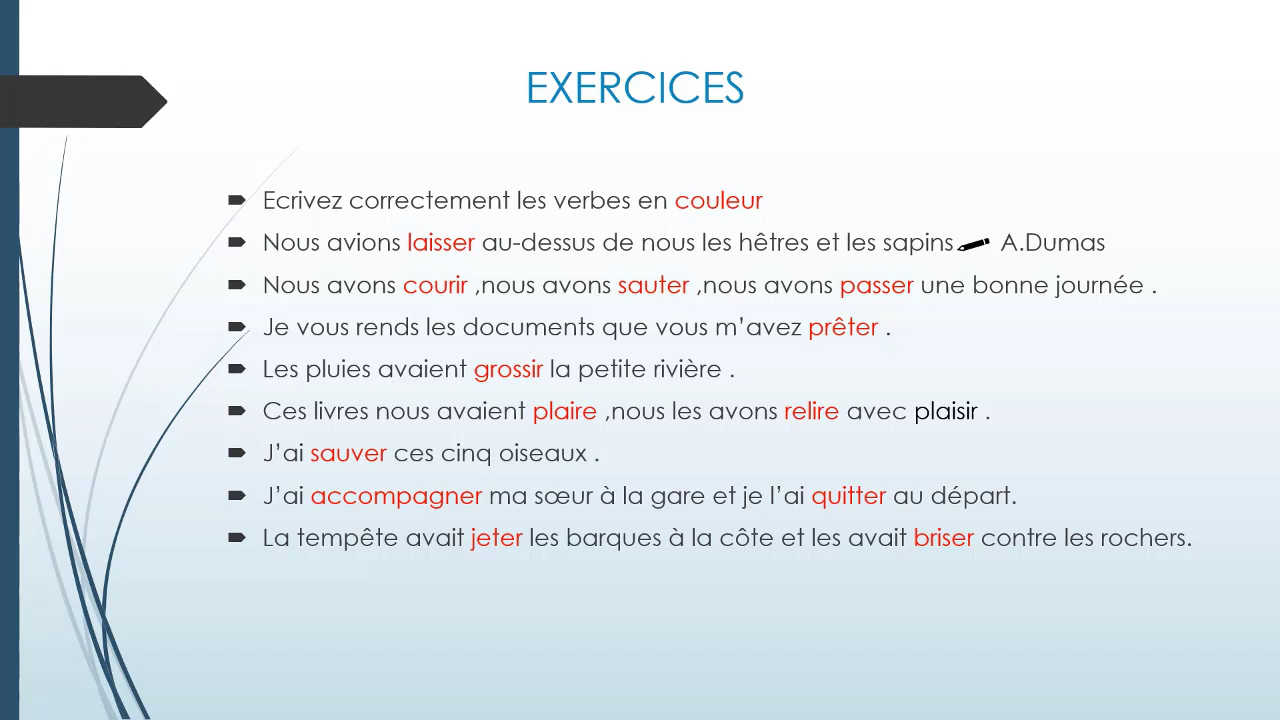 EXERCICES
Ecrivez correctement les verbes en couleur
Nous avions laisser au-dessus de nous les hêtres et les sapins A.Dumas
Nous avons courir ,nous avons sauter ,nous avons passer une bonne journée .
Je vous rends les documents que vous m’avez prêter .
Les pluies avaient grossir la petite rivière .
Ces livres nous avaient plaire ,nous les avons relire avec plaisir .
J’ai sauver ces cinq oiseaux .
J’ai accompagner ma sœur à la gare et je l’ai quitter au départ.
La tempête avait jeter les barques à la côte et les avait briser contre les rochers.